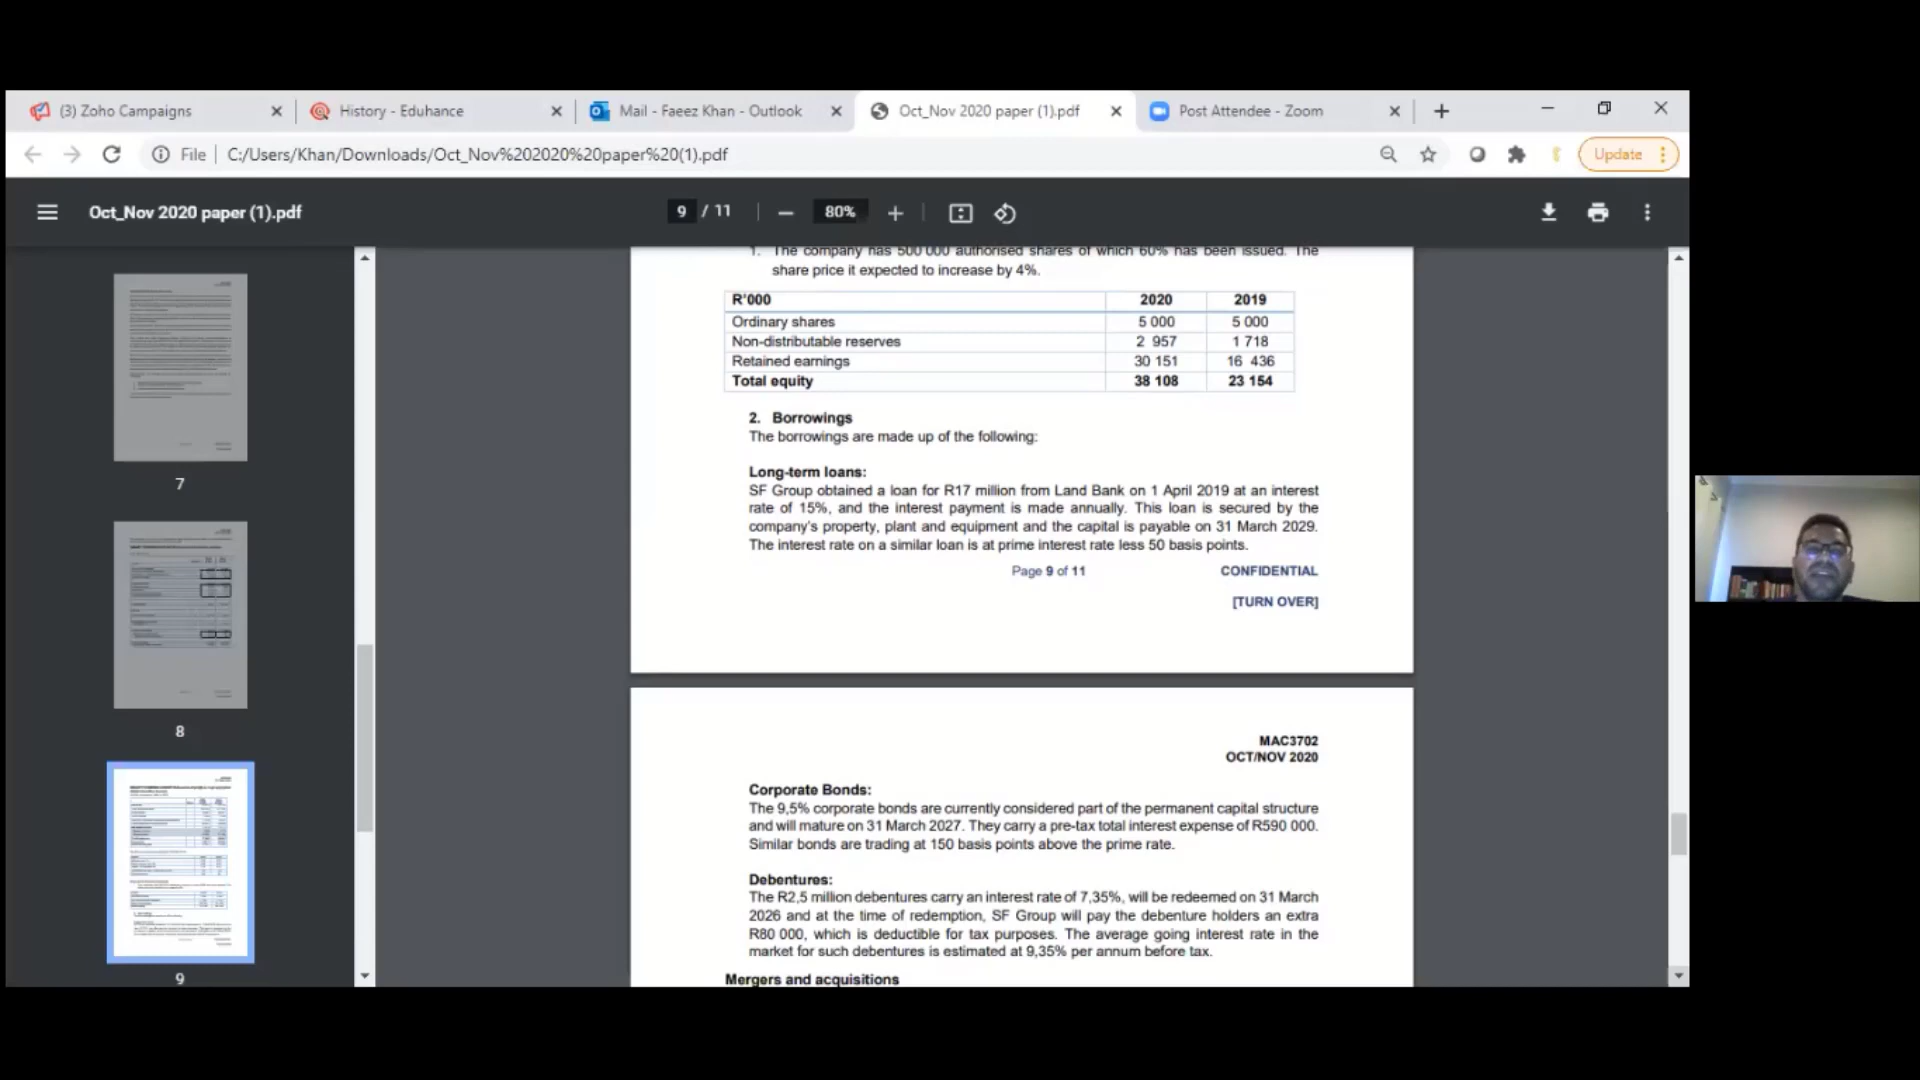 (3) Zoho Campaigns
History - Eduhance
Mail - Faeez Khan - Outlook
Oct_Nov 2020 paper (1).pdf
Post Attendee - Zoom
File
C:/Users/Khan/Downloads/Oct_Nov%202020%20paper%20(1).pdf
Update
Oct_Nov 2020 paper (1).pdf
9 / 11
80%
7
8
9
1. The company has 500 000 authorised shares of which 60% has been issued. The
share price it expected to increase by 4%.
R'000 2020 2019
Ordinary shares 5 000 5 000
Non-distributable reserves 2 957 1 718
Retained earnings 30 151 16 436
Total equity 38 108 23 154
2. Borrowings
The borrowings are made up of the following:
Long-term loans:
SF Group obtained a loan for R17 million from Land Bank on 1 April 2019 at an interest
rate of 15%, and the interest payment is made annually. This loan is secured by the
company's property, plant and equipment and the capital is payable on 31 March 2029.
The interest rate on a similar loan is at prime interest rate less 50 basis points.
Page 9 of 11
CONFIDENTIAL
[TURN OVER]
MAC3702
OCT/NOV 2020
Corporate Bonds:
The 9,5% corporate bonds are currently considered part of the permanent capital structure
and will mature on 31 March 2027. They carry a pre-tax total interest expense of R590 000.
Similar bonds are trading at 150 basis points above the prime rate.
Debentures:
The R2,5 million debentures carry an interest rate of 7,35%, will be redeemed on 31 March
2026 and at the time of redemption, SF Group will pay the debenture holders an extra
R80 000, which is deductible for tax purposes. The average going interest rate in the
market for such debentures is estimated at 9,35% per annum before tax.
Mergers and acquisitions